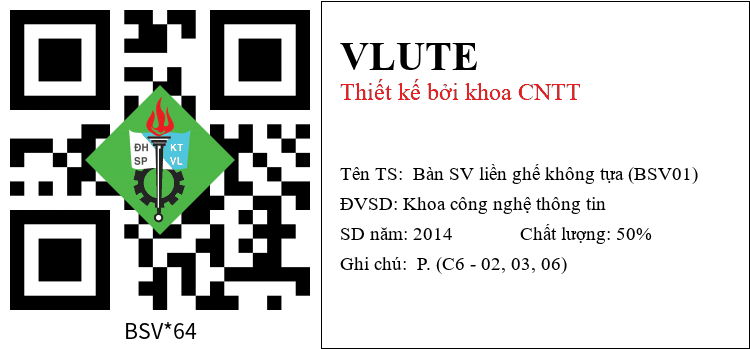 ĐH KT
SP VL
BSV*64
VLUTE
Thiết kế bởi khoa CNTT
Tên TS: Bàn SV liền ghế không tựa (BSV01)
ĐVSD: Khoa công nghệ thông tin
SD năm: 2014 Chất lượng: 50%
Ghi chú: P. (C6 - 02, 03, 06)